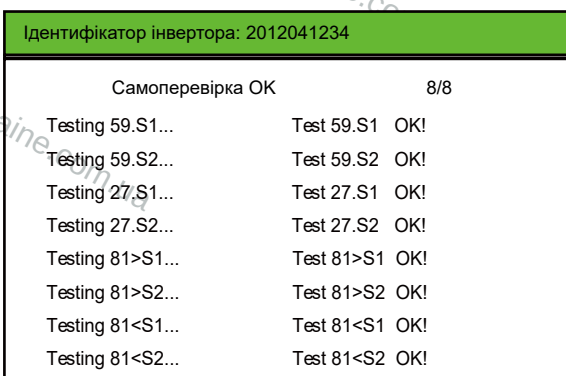 Ідентифікатор інвертора: 2012041234
Самоперевірка OK 8/8
Testing 59.S1... Test 59.S1 OK!
Testing 59.S2... Test 59.S2 OK!
Testing 27.S1... Test 27.S1 OK!
Testing 27.S2... Test 27.S2 OK!
Testing 81>S1... Test 81>S1 OK!
Testing 81>S2... Test 81>S2 OK!
Testing 81<S1... Test 81<S1 OK!
Testing 81<S2... Test 81<S2 OK!